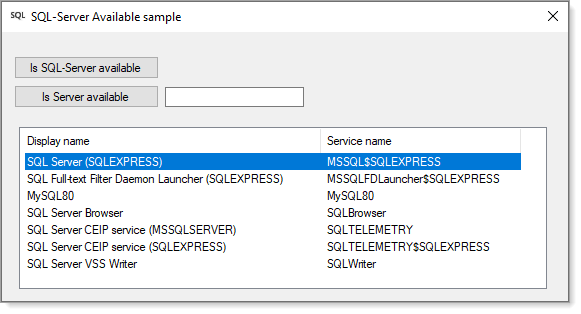 SQL SQL-Server Available sample
Is SQL-Server available
Is Server available
Display name Service name
SQL Server (SQLEXPRESS) MSSQL$SQLEXPRESS
SQL Full-text Filter Daemon Launcher (SQLEXPRESS) MSSQLFDLauncher$SQLEXPRESS
MySQL80 MySQL80
SQL Server Browser SQLBrowser
SQL Server CEIP service (MSSQLSERVER) SQLTELEMETRY
SQL Server CEIP service (SQLEXPRESS) SQLTELEMETRY$SQLEXPRESS
SQL Server VSS Writer SQLWriter